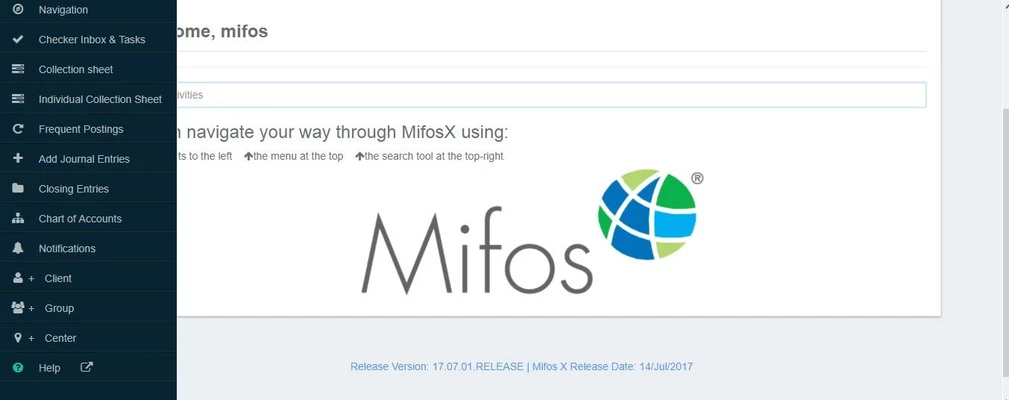 Navigation
Checker Inbox & Tasks
Collection sheet
Individual Collection Sheet
Frequent Postings
Add Journal Entries
Closing Entries
Chart of Accounts
Notifications
+ Client
+ Group
+ Center
Help
ome, mifos
ivities
navigate your way through MifosX using:
ts to the left the menu at the top the search tool at the top-right
Mifos®
Release Version: 17.07.01.RELEASE | Mifos X Release Date: 14/Jul/2017